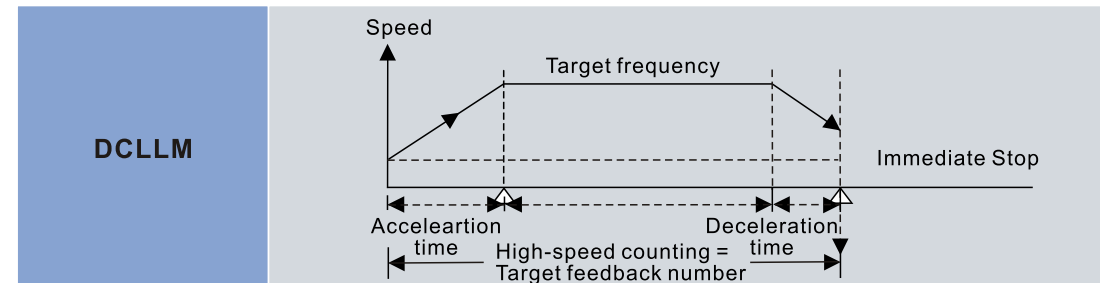 DCLLM
Speed
Target frequency
Immediate Stop
Acceleartion
time
Deceleration
time
High-speed counting =
Target feedback number